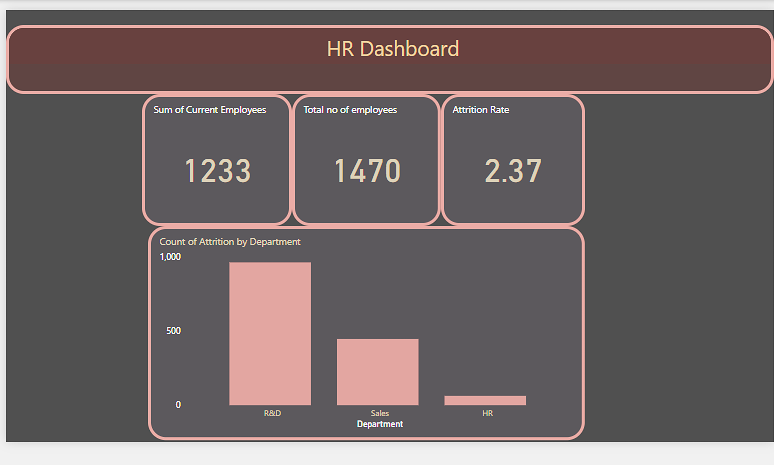 HR Dashboard
Sum of Current Employees
Total no of employees
Attrition Rate
1233
1470
2.37
Count of Attrition by Department
1,000
500
0
R&D
Sales
HR
Department